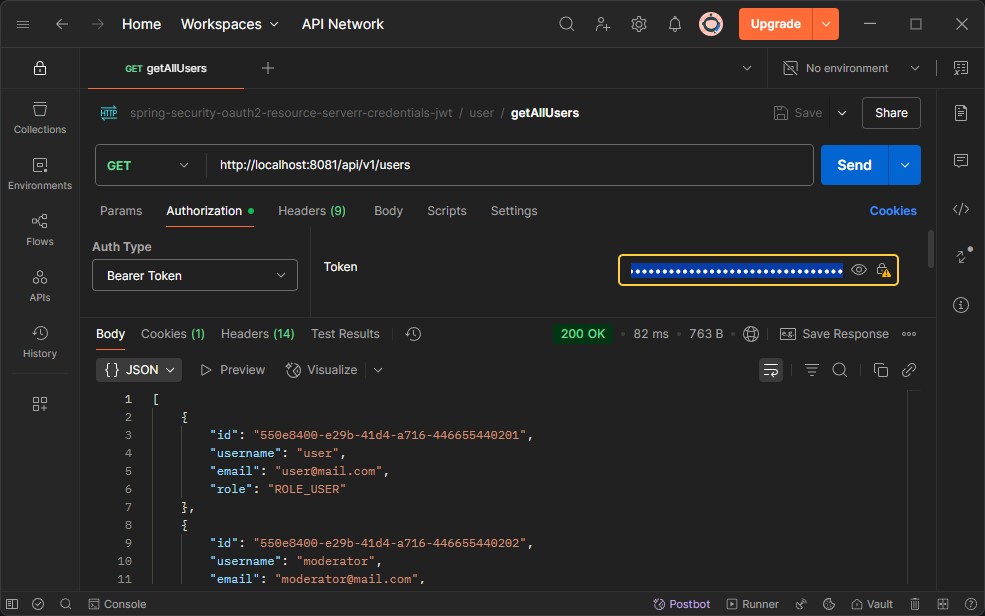 Home Workspaces API Network Upgrade
GET getAllUsers No environment
HTTP spring-security-oauth2-resource-serverr-credentials-jwt / user / getAllUsers Save Share
GET http://localhost:8081/api/v1/users Send
Params Authorization Headers (9) Body Scripts Settings Cookies
Collections
Environments
Flows
APIs
History
Auth Type
Bearer Token
Token
Body Cookies (1) Headers (14) Test Results 200 OK • 82 ms • 763 B e.g. Save Response
{} JSON Preview Visualize
1 [
2 {
3 "id": "550e8400-e29b-41d4-a716-446655440201",
4 "username": "user",
5 "email": "user@mail.com",
6 "role": "ROLE_USER"
7 },
8 {
9 "id": "550e8400-e29b-41d4-a716-446655440202",
10 "username": "moderator",
11 "email": "moderator@mail.com",
Console Postbot Runner Vault